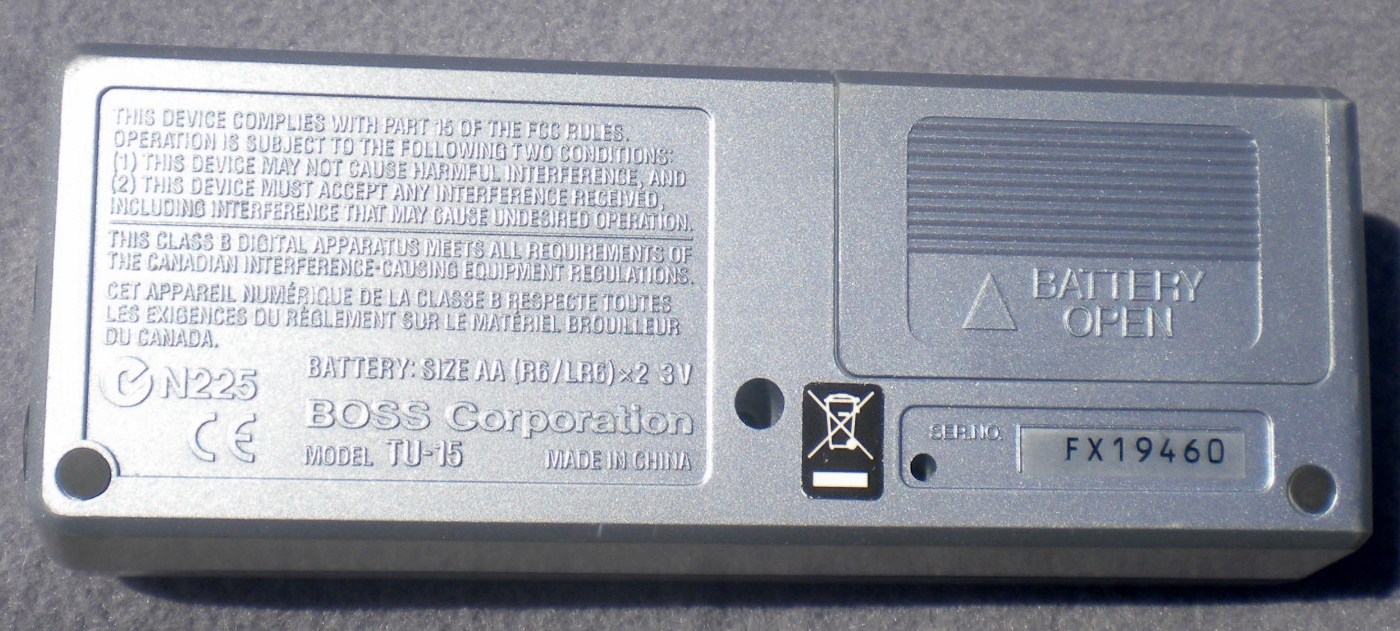 THIS DEVICE COMPLIES WITH PART 15 OF THE FCC RULES.
OPERATION IS SUBJECT TO THE FOLLOWING TWO CONDITIONS:
(1) THIS DEVICE MAY NOT CAUSE HARMFUL INTERFERENCE, AND
(2) THIS DEVICE MUST ACCEPT ANY INTERFERENCE RECEIVED,
INCLUDING INTERFERENCE THAT MAY CAUSE UNDESIRED OPERATION.
THIS CLASS B DIGITAL APPARATUS MEETS ALL REQUIREMENTS OF
THE CANADIAN INTERFERENCE-CAUSING EQUIPMENT REGULATIONS.
CET APPAREIL NUMÉRIQUE DE LA CLASSE B RESPECTE TOUTES
LES EXIGENCES DU RÈGLEMENT SUR LE MATÉRIEL BROUILLEUR
DU CANADA.
N225
BATTERY: SIZE AA (R6/LR6)×2 3V
CE
BOSS Corporation
MODEL TU-15
MADE IN CHINA
BATTERY
OPEN
SER.NO.
FX19460